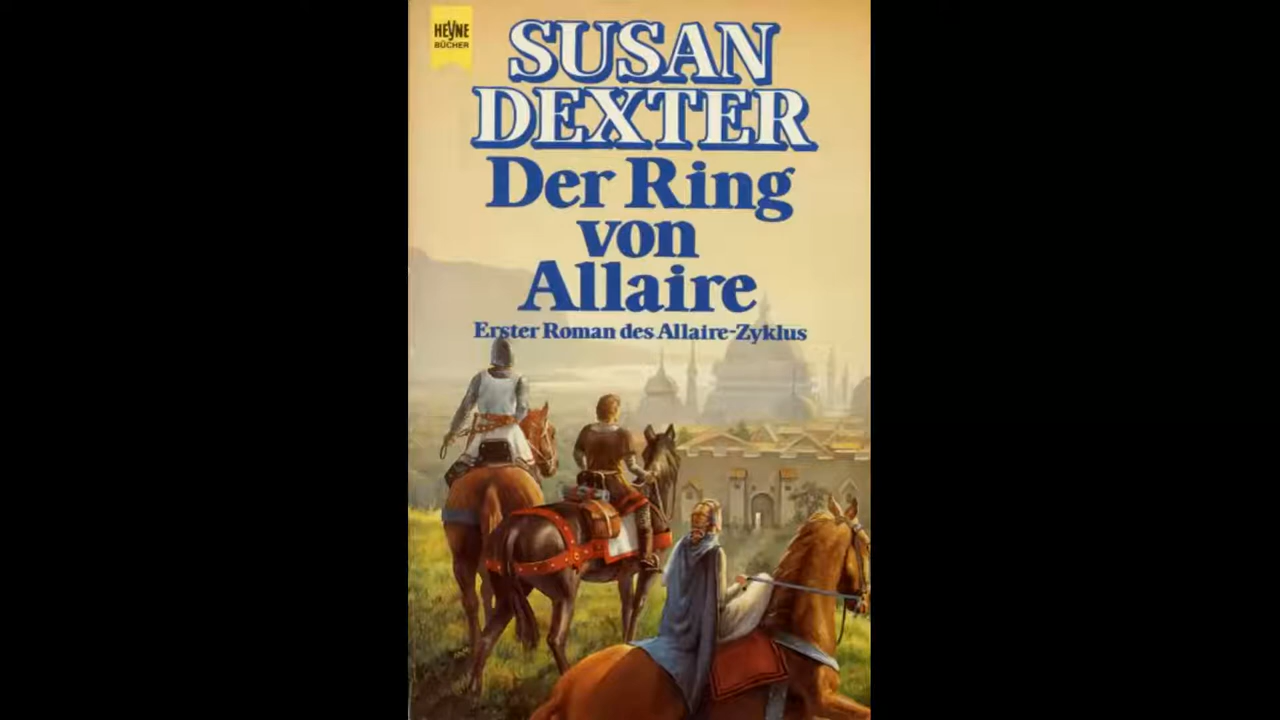 HEYNE
BÜCHER
SUSAN
DEXTER
Der Ring
von
Allaire
Erster Roman des Allaire-Zyklus